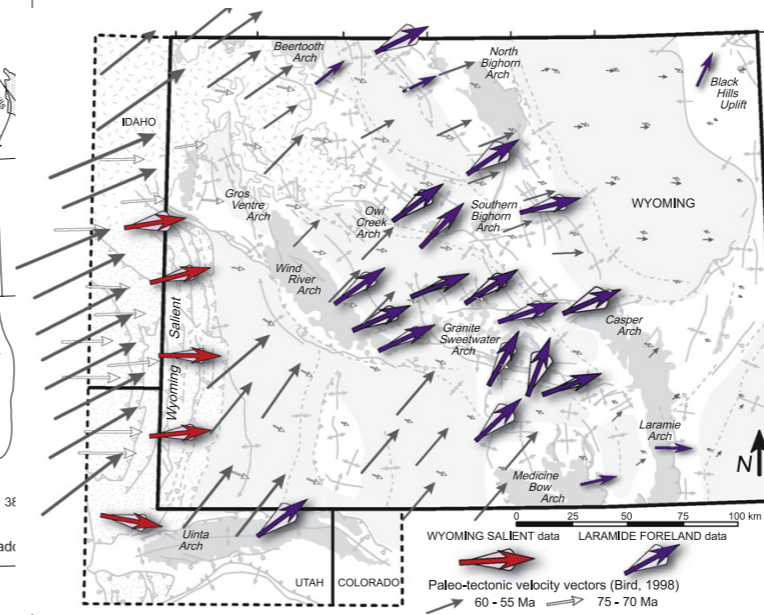 Beertooth
Arch
North
Bighorn
Arch
Black
Hills
Uplift
IDAHO
Gros
Ventre
Arch
Owl
Creek
Arch
Southern
Bighorn
Arch
WYOMING
Wind
River
Arch
Wyoming Salient
Granite
Sweetwater
Arch
Casper
Arch
Laramie
Arch
N
Medicine
Bow
Arch
38
0 25 50 75 100 km
Uinta
Arch
WYOMING SALIENT data LARAMIDE FORELAND data
UTAH COLORADO
Paleo-tectonic velocity vectors (Bird, 1998)
60 - 55 Ma 75 - 70 Ma